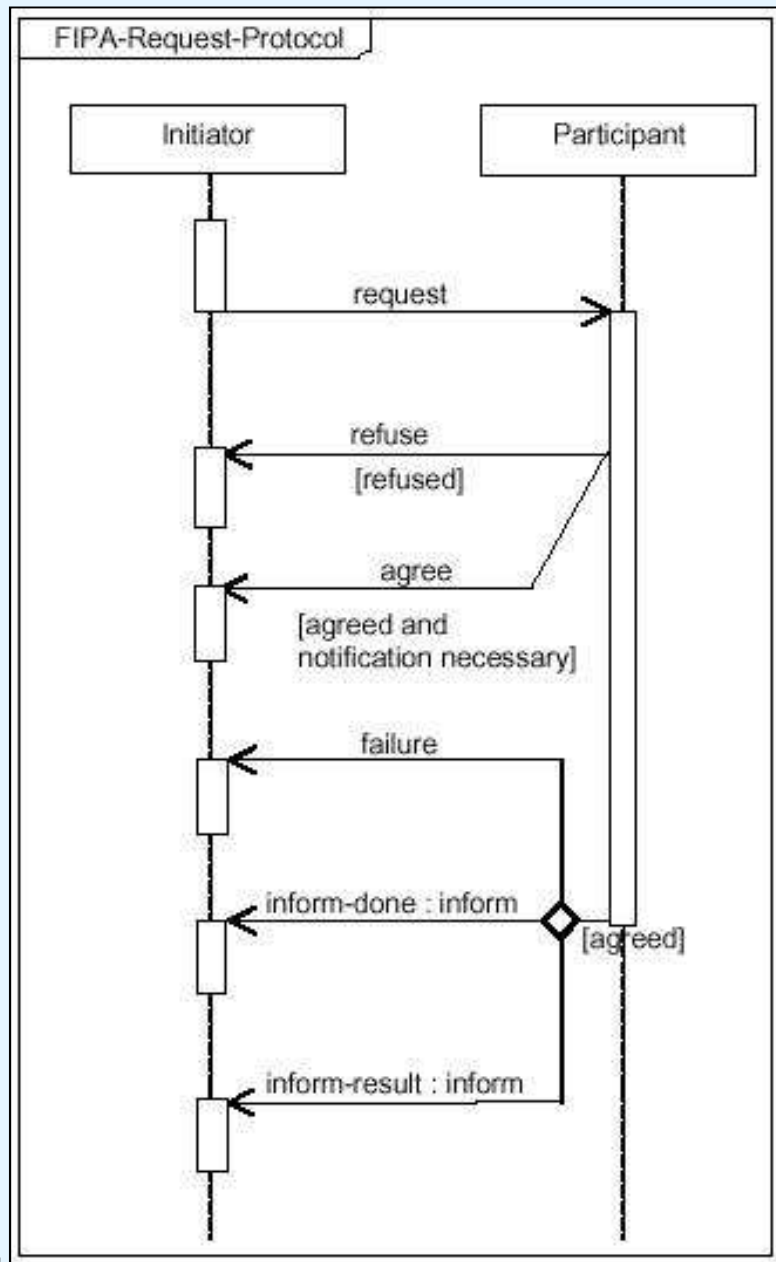 FIPA-Request-Protocol
Initiator
Participant
request
refuse
[refused]
agree
[agreed and
notification necessary]
failure
inform-done : inform
[agreed]
inform-result : inform